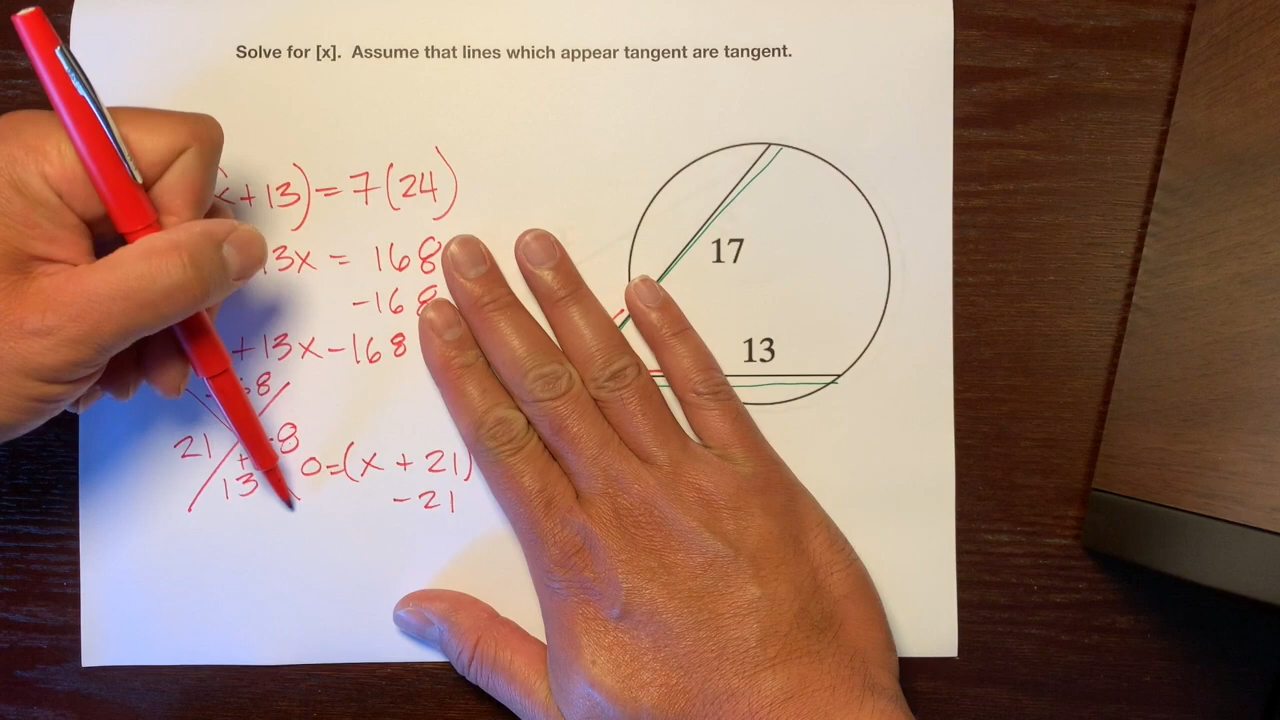 Solve for [x]. Assume that lines which appear tangent are tangent.
x+13)=7(24)
17
13x = 168
-168
+13x-168
13
21
-8
+
13
0=(x+21)
-21